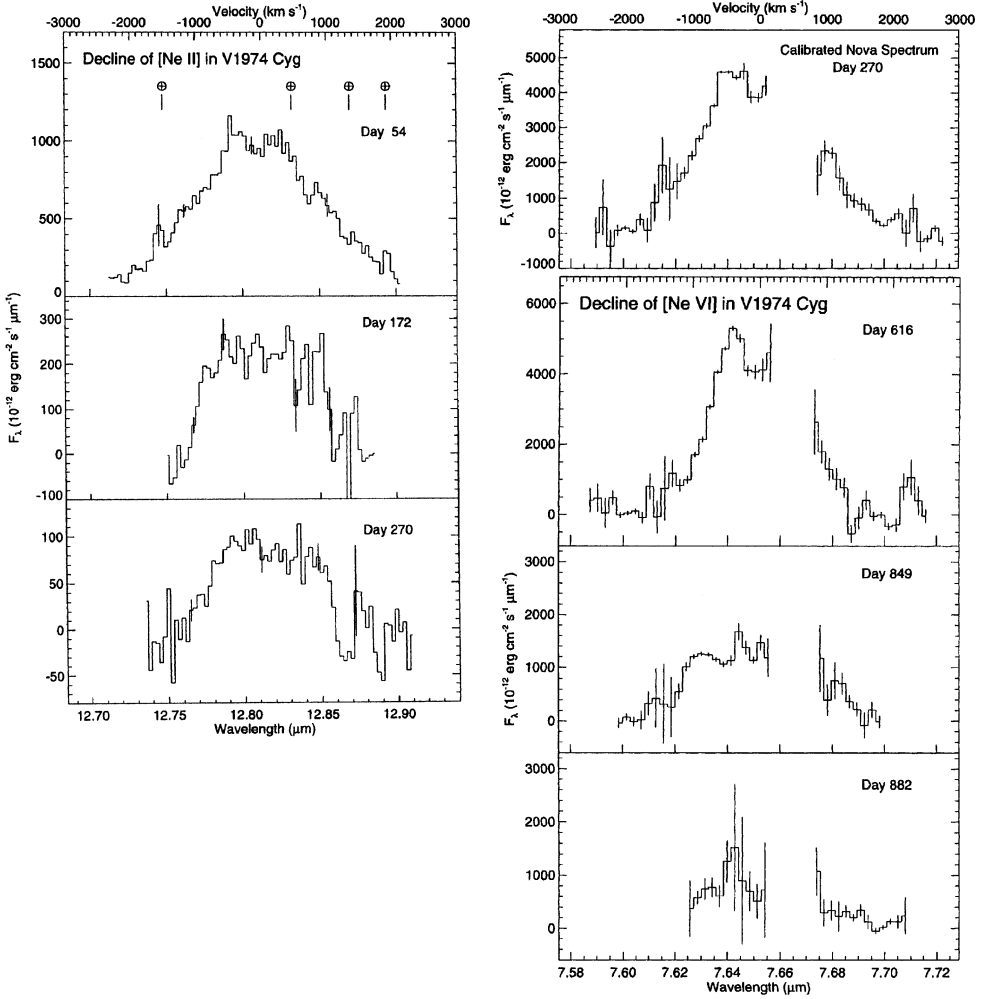 Velocity (km s-1)
-3000 -2000 -1000 0 1000 2000 3000
Decline of [Ne II] in V1974 Cyg
⊕ ⊕ ⊕ ⊕
Day 54
1500
1000
500
0
Day 172
300
200
100
0
-100
Fλ (10-12 erg cm-2 s-1 μm-1)
Day 270
100
50
0
-50
12.70 12.75 12.80 12.85 12.90
Wavelength (μm)
Velocity (km s-1)
-3000 -2000 -1000 0 1000 2000 3000
Calibrated Nova Spectrum
Day 270
5000
4000
3000
2000
1000
0
-1000
Fλ (10-12 erg cm-2 s-1 μm-1)
Decline of [Ne VI] in V1974 Cyg
Day 616
6000
4000
2000
0
Day 849
3000
2000
1000
0
Fλ (10-12 erg cm-2 s-1 μm-1)
Day 882
3000
2000
1000
0
7.58 7.60 7.62 7.64 7.66 7.68 7.70 7.72
Wavelength (μm)